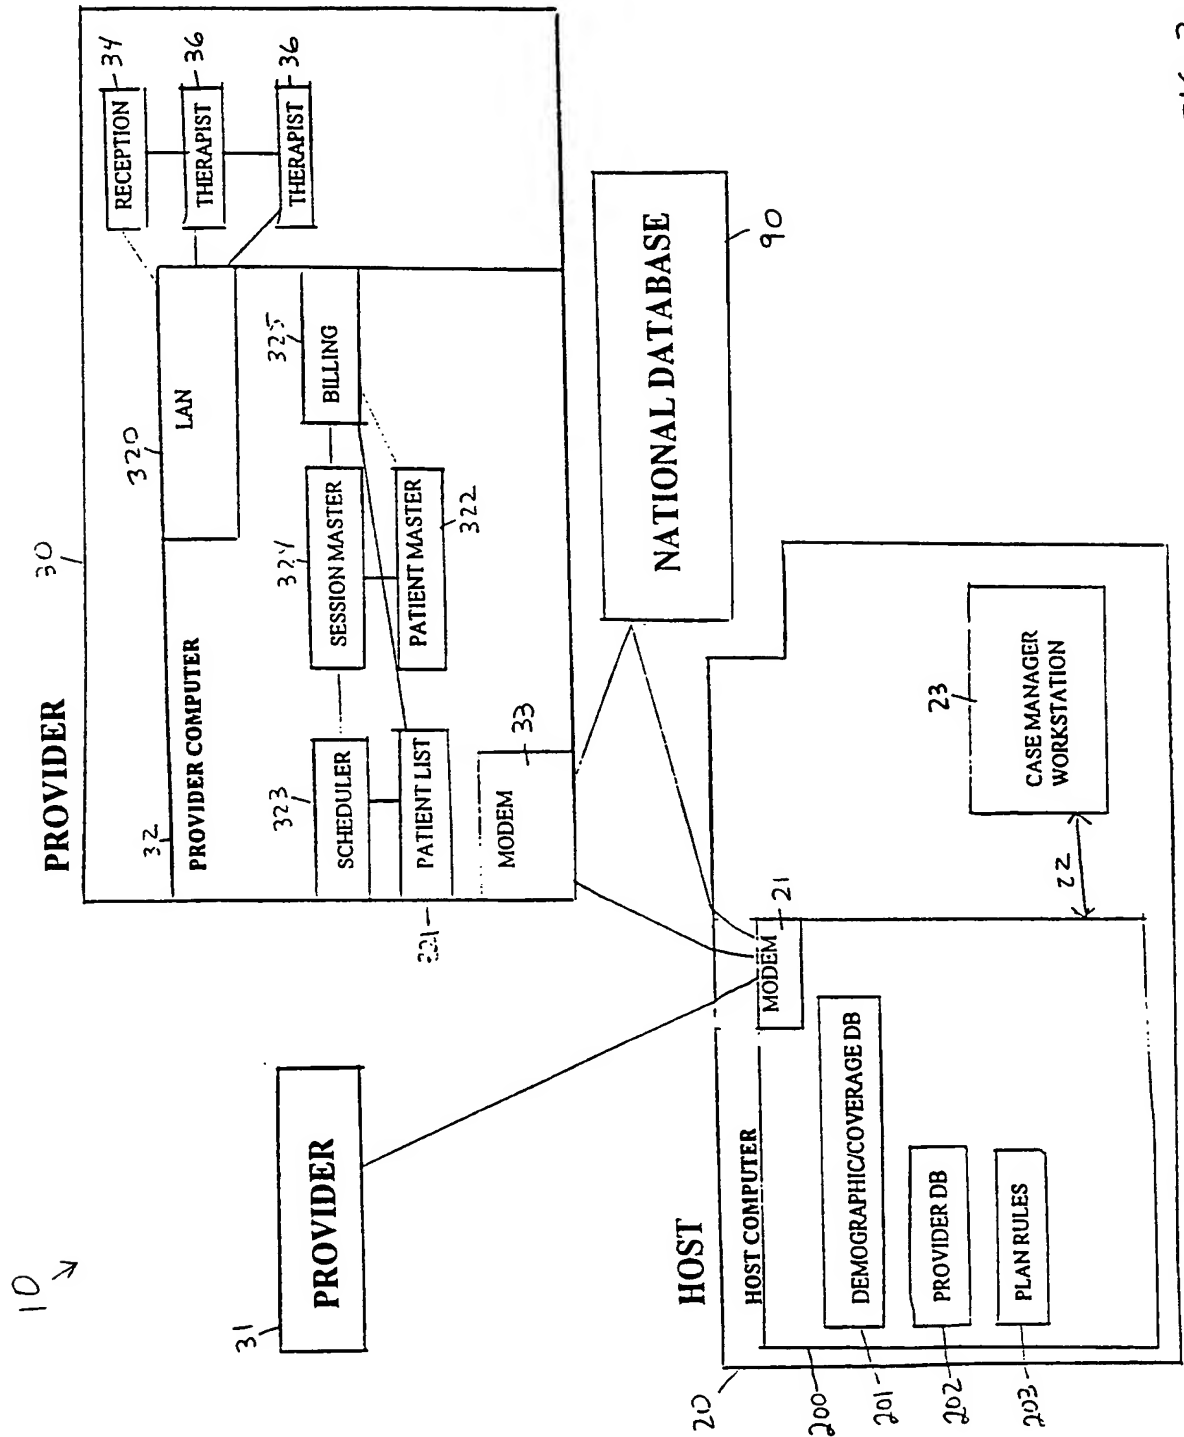 10
PROVIDER
30
34
RECEPTION
36
THERAPIST
36
THERAPIST
32
PROVIDER COMPUTER
320
LAN
323
SCHEDULER
324
SESSION MASTER
325
BILLING
PATIENT LIST
PATIENT MASTER
322
MODEM
33
31
PROVIDER
NATIONAL DATABASE
90
HOST
20
HOST COMPUTER
MODEM
21
200
DEMOGRAPHIC/COVERAGE DB
201
PROVIDER DB
202
PLAN RULES
203
22
23
CASE MANAGER
WORKSTATION